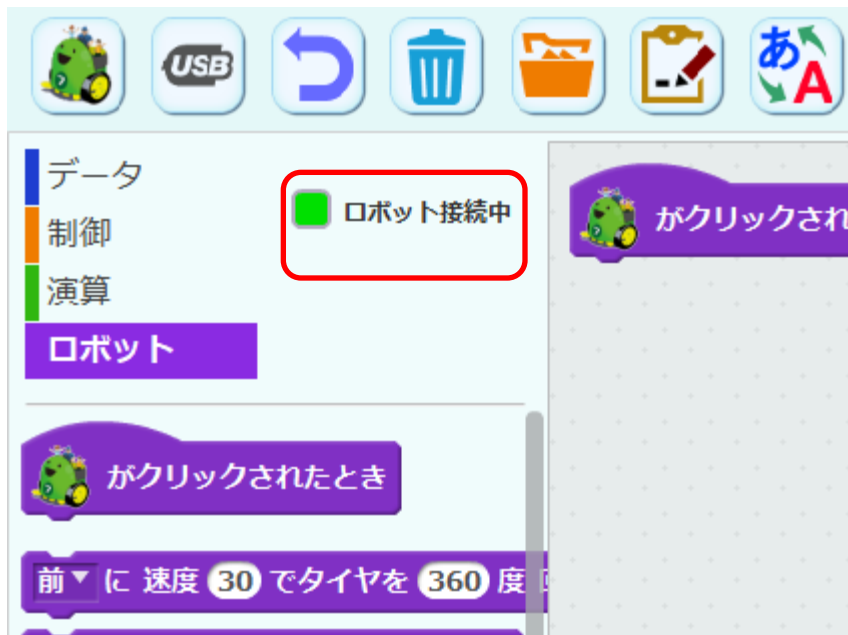 USB
あA
データ
制御
演算
ロボット
ロボット接続中
がクリックされ
がクリックされたとき
前 に 速度 30 でタイヤを 360 度